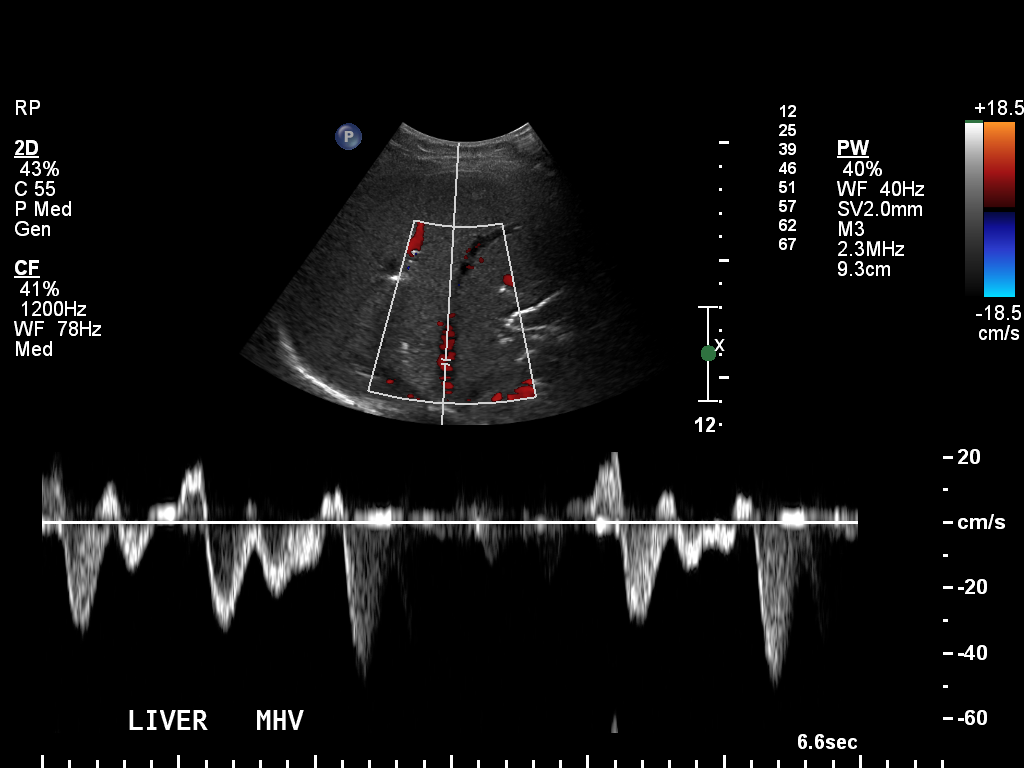 RP
2D
43%
C 55
P Med
Gen
CF
41%
1200Hz
WF 78Hz
Med
P
12
25
39
46
51
57
62
67
PW
40%
WF 40Hz
SV2.0mm
M3
2.3MHz
9.3cm
+18.5
-18.5
cm/s
X
12
20
cm/s
-20
-40
-60
LIVER MHV
6.6sec